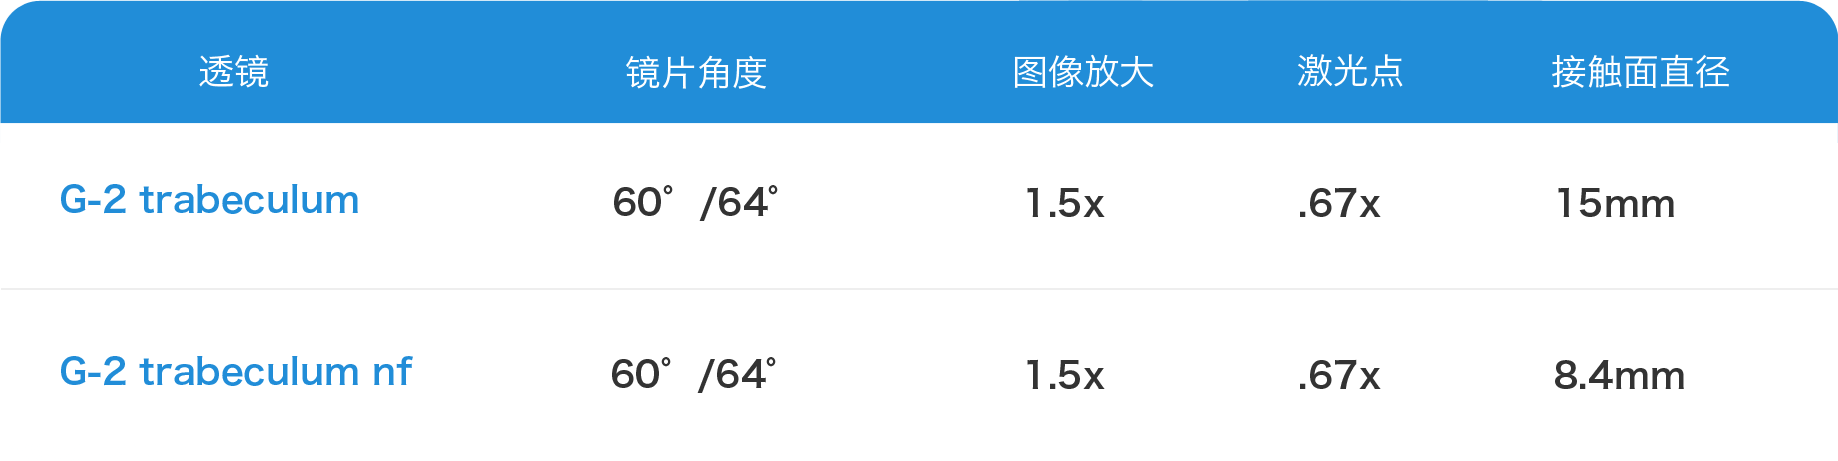 透镜 镜片角度 图像放大 激光点 接触面直径
G-2 trabeculum 60° /64° 1.5x .67x 15mm
G-2 trabeculum nf 60° /64° 1.5x .67x 8.4mm